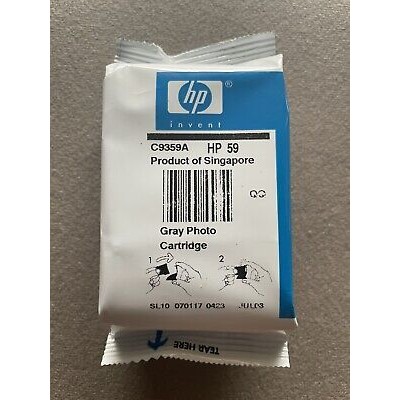 hp
®
invent
C9359A HP 59
Product of Singapore
QQ
Gray Photo
Cartridge
1 2
SL10 070117 0423 JUL03
TEAR HERE